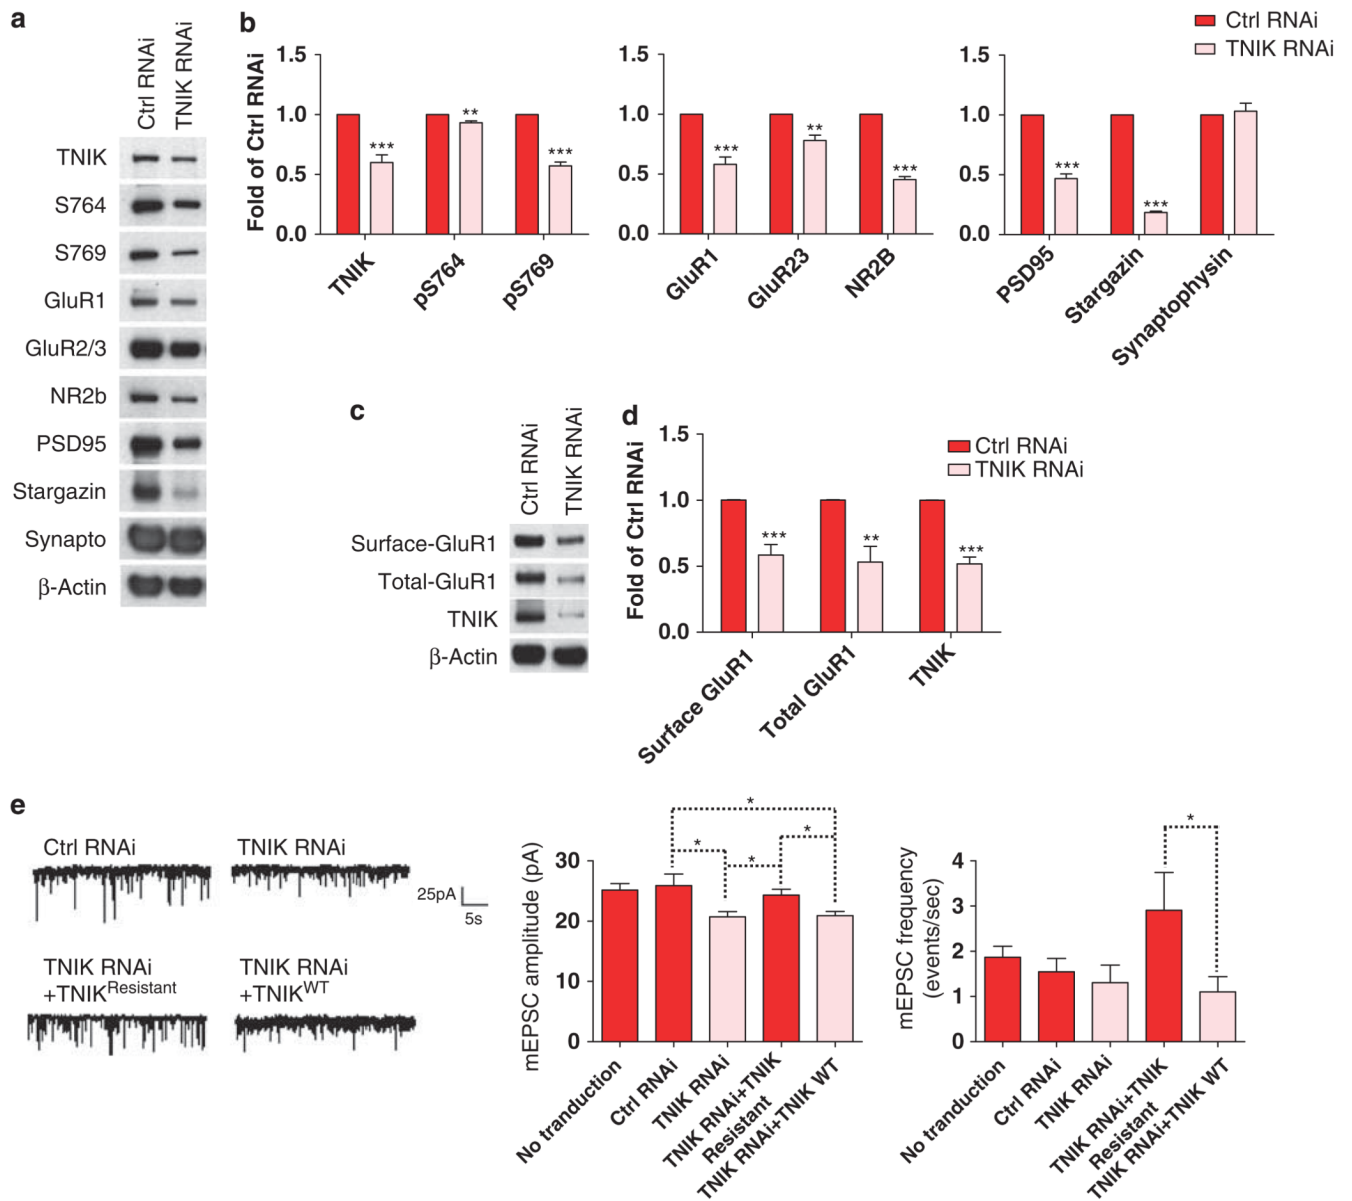 a
Ctrl RNAi
TNIK RNAi
TNIK
S764
S769
GluR1
GluR2/3
NR2b
PSD95
Stargazin
Synapto
β-Actin
b
Ctrl RNAi
TNIK RNAi
Fold of Ctrl RNAi
1.5
1.0
0.5
0.0
***
**
***
TNIK
pS764
pS769
1.5
1.0
0.5
0.0
***
**
***
GluR1
GluR23
NR2B
1.5
1.0
0.5
0.0
***
***
PSD95
Stargazin
Synaptophysin
c
Ctrl RNAi
TNIK RNAi
Surface-GluR1
Total-GluR1
TNIK
β-Actin
d
Ctrl RNAi
TNIK RNAi
Fold of Ctrl RNAi
1.5
1.0
0.5
0.0
***
**
***
Surface GluR1
Total GluR1
TNIK
e
Ctrl RNAi
TNIK RNAi
25pA
5s
TNIK RNAi
+TNIKResistant
TNIK RNAi
+TNIKWT
mEPSC amplitude (pA)
30
20
10
0
*
*
*
*
No tranduction
Ctrl RNAi
TNIK RNAi
TNIK RNAi+TNIK
Resistant
TNIK RNAi+TNIK WT
mEPSC frequency
(events/sec)
4
3
2
1
0
*
No tranduction
Ctrl RNAi
TNIK RNAi
TNIK RNAi+TNIK
Resistant
TNIK RNAi+TNIK WT